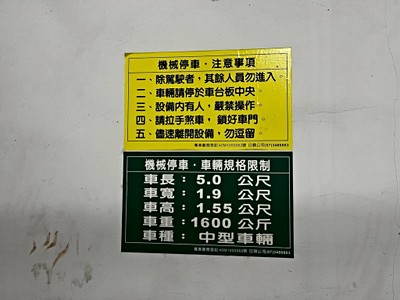 機械停車・注意事項
一、除駕駛者，其餘人員勿進入。
二、車輛請停於車台板中央。
三、設備內有人，嚴禁操作。
四、請拉手煞車，鎖好車門。
五、儘速離開設備，勿逗留。
機械停車・車輛規格限制
車長：5.0 公尺
車寬：1.9 公尺
車高：1.55 公尺
車重：1600 公斤
車種：中型車輛